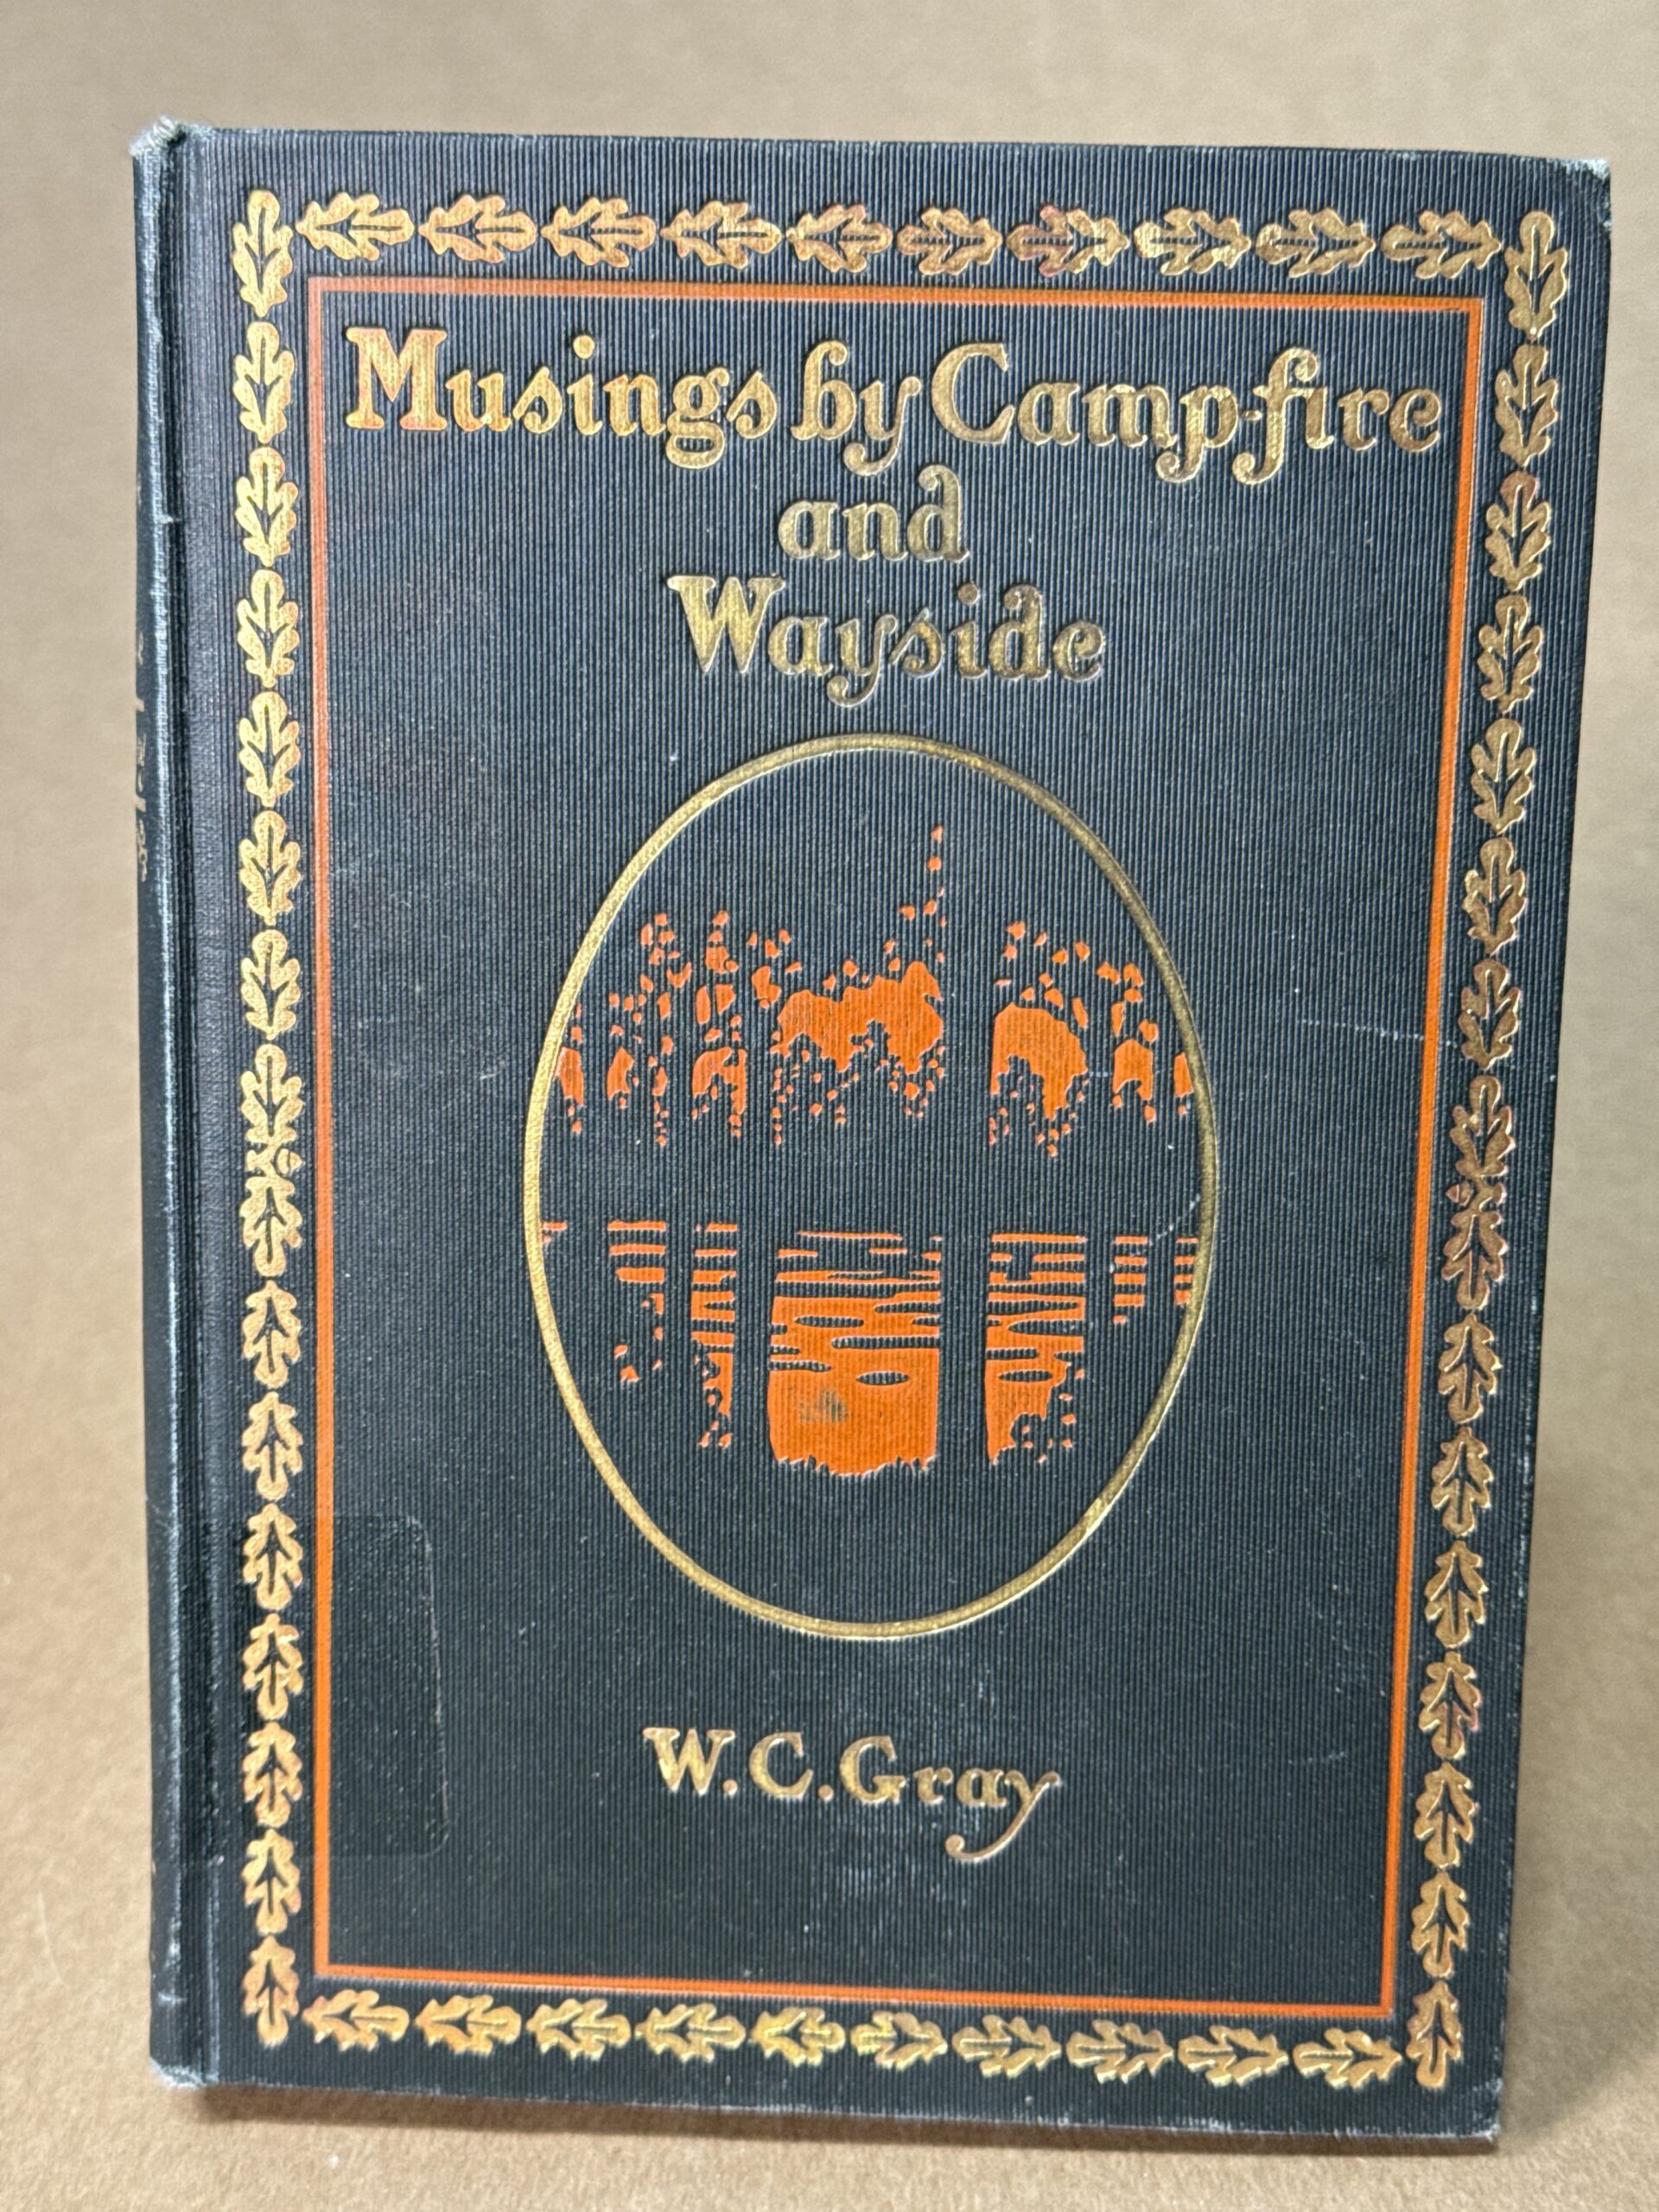 Musings by Camp-fire
and
Wayside
W. C. Gray